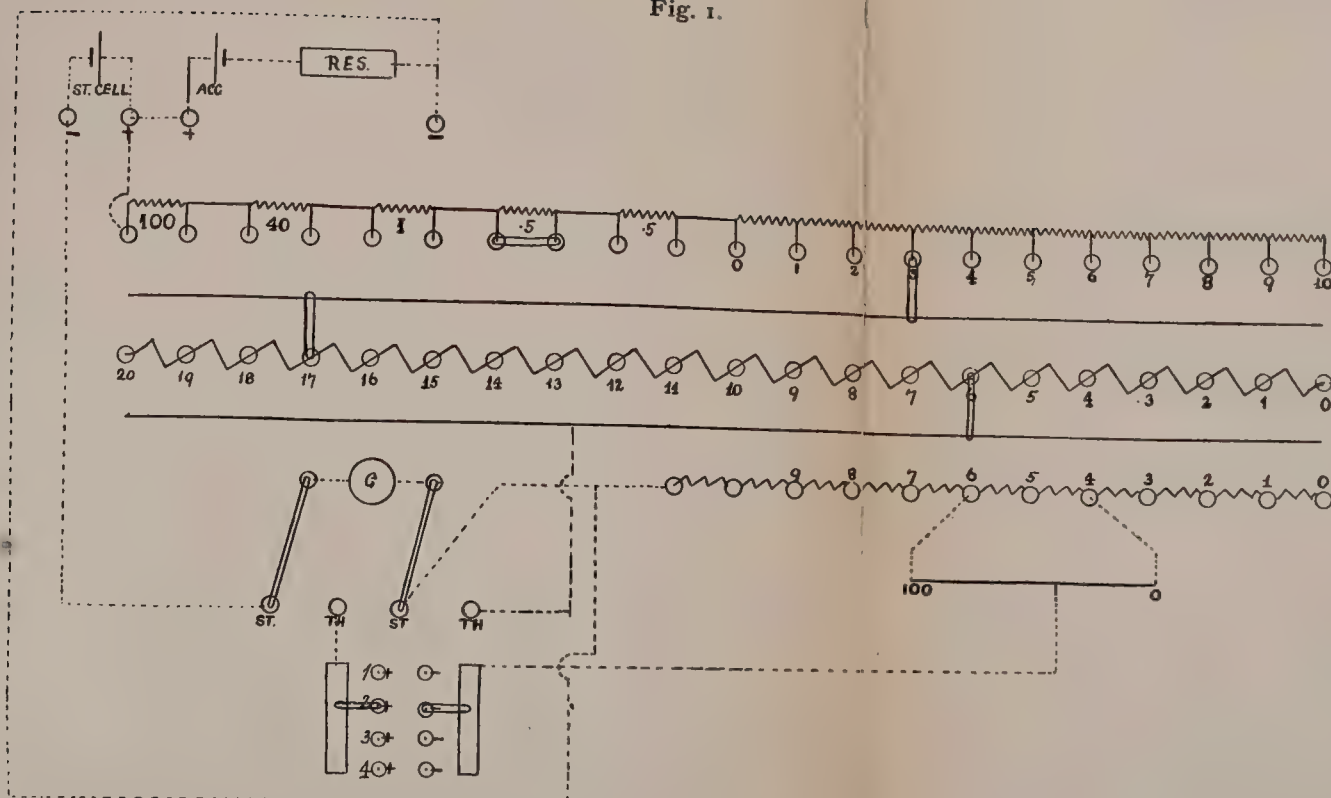 Fig. 1.
RES.
ST. CELL ACC
- + + -
100 40 1 .5 .5 0 1 2 3 4 5 6 7 8 9 10
20 19 18 17 16 15 14 13 12 11 10 9 8 7 6 5 4 3 2 1 0
9 8 7 6 5 4 3 2 1 0
G
100 0
ST. TH ST TH
1 + -
2 + -
3 + -
4 + -